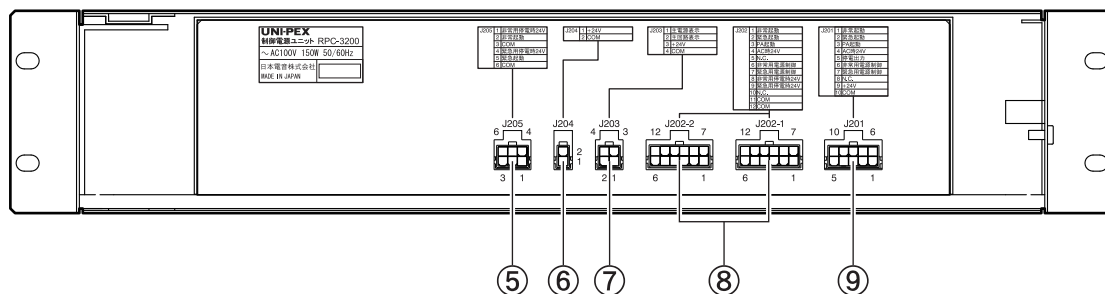 UNI-PEX
制御電源ユニット RPC-3200
～ AC100V 150W 50/60Hz
日本電音株式会社
MADE IN JAPAN
J205
1 非常用停電時24V
2 非常起動
3 COM
4 緊急用停電時24V
5 緊急起動
6 COM
J204
1 +24V
2 COM
J203
1 主電源表示
2 主回路表示
3 +24V
4 COM
J202
1 非常起動
2 緊急起動
3 PA起動
4 AC時24V
5 N.C.
6 非常用電源制御
7 緊急用電源制御
8 非常用停電時24V
9 緊急用停電時24V
10 N.C.
11 COM
12 COM
J201
1 非常起動
2 緊急起動
3 PA起動
4 AC時24V
5 停電出力
6 非常用電源制御
7 緊急用電源制御
8 N.C.
9 +24V
10 COM
J205
6 4
3 1
J204
2
1
J203
4 3
2 1
J202-2
12 7
6 1
J202-1
12 7
6 1
J201
10 6
5 1
⑤ ⑥ ⑦ ⑧ ⑨